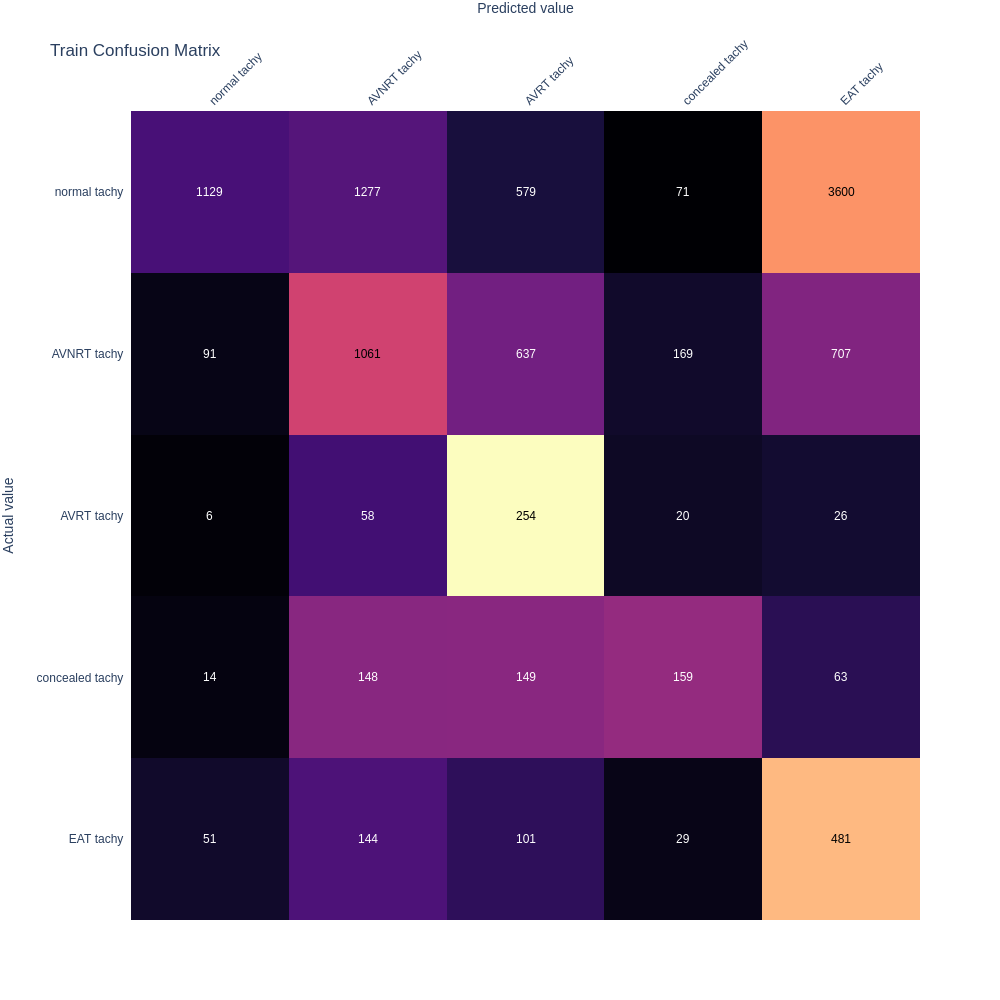 Predicted value
Train Confusion Matrix
normal tachy
AVNRT tachy
AVRT tachy
concealed tachy
EAT tachy
normal tachy 1129 1277 579 71 3600
AVNRT tachy 91 1061 637 169 707
Actual value
AVRT tachy 6 58 254 20 26
concealed tachy 14 148 149 159 63
EAT tachy 51 144 101 29 481